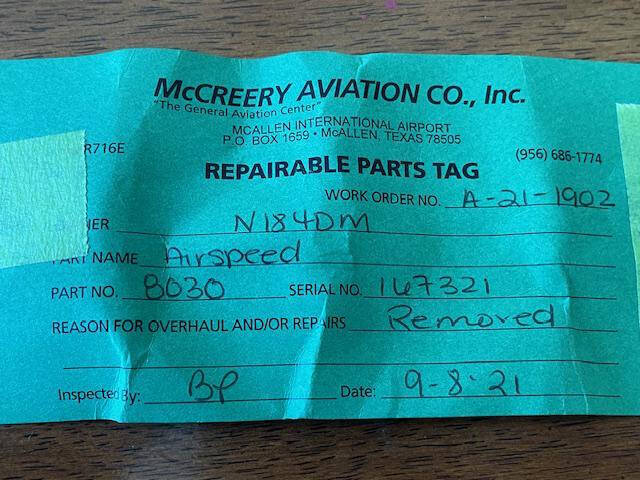 McCREERY AVIATION CO., Inc.
"The General Aviation Center"
McALLEN INTERNATIONAL AIRPORT
P.O. BOX 1659 • McALLEN, TEXAS 78505
R716E
(956) 686-1774
REPAIRABLE PARTS TAG
WORK ORDER NO. A-21-1902
NER N184DM
PART NAME Airspeed
PART NO. 8030 SERIAL NO. 167321
REASON FOR OVERHAUL AND/OR REPAIRS Removed
Inspected By: BP Date: 9-8-21